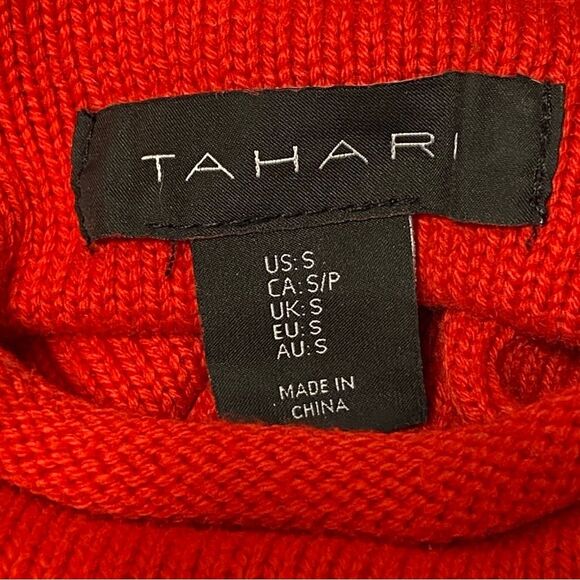 TAHARI
US: S
CA: S/P
UK: S
EU: S
AU: S
MADE IN
CHINA